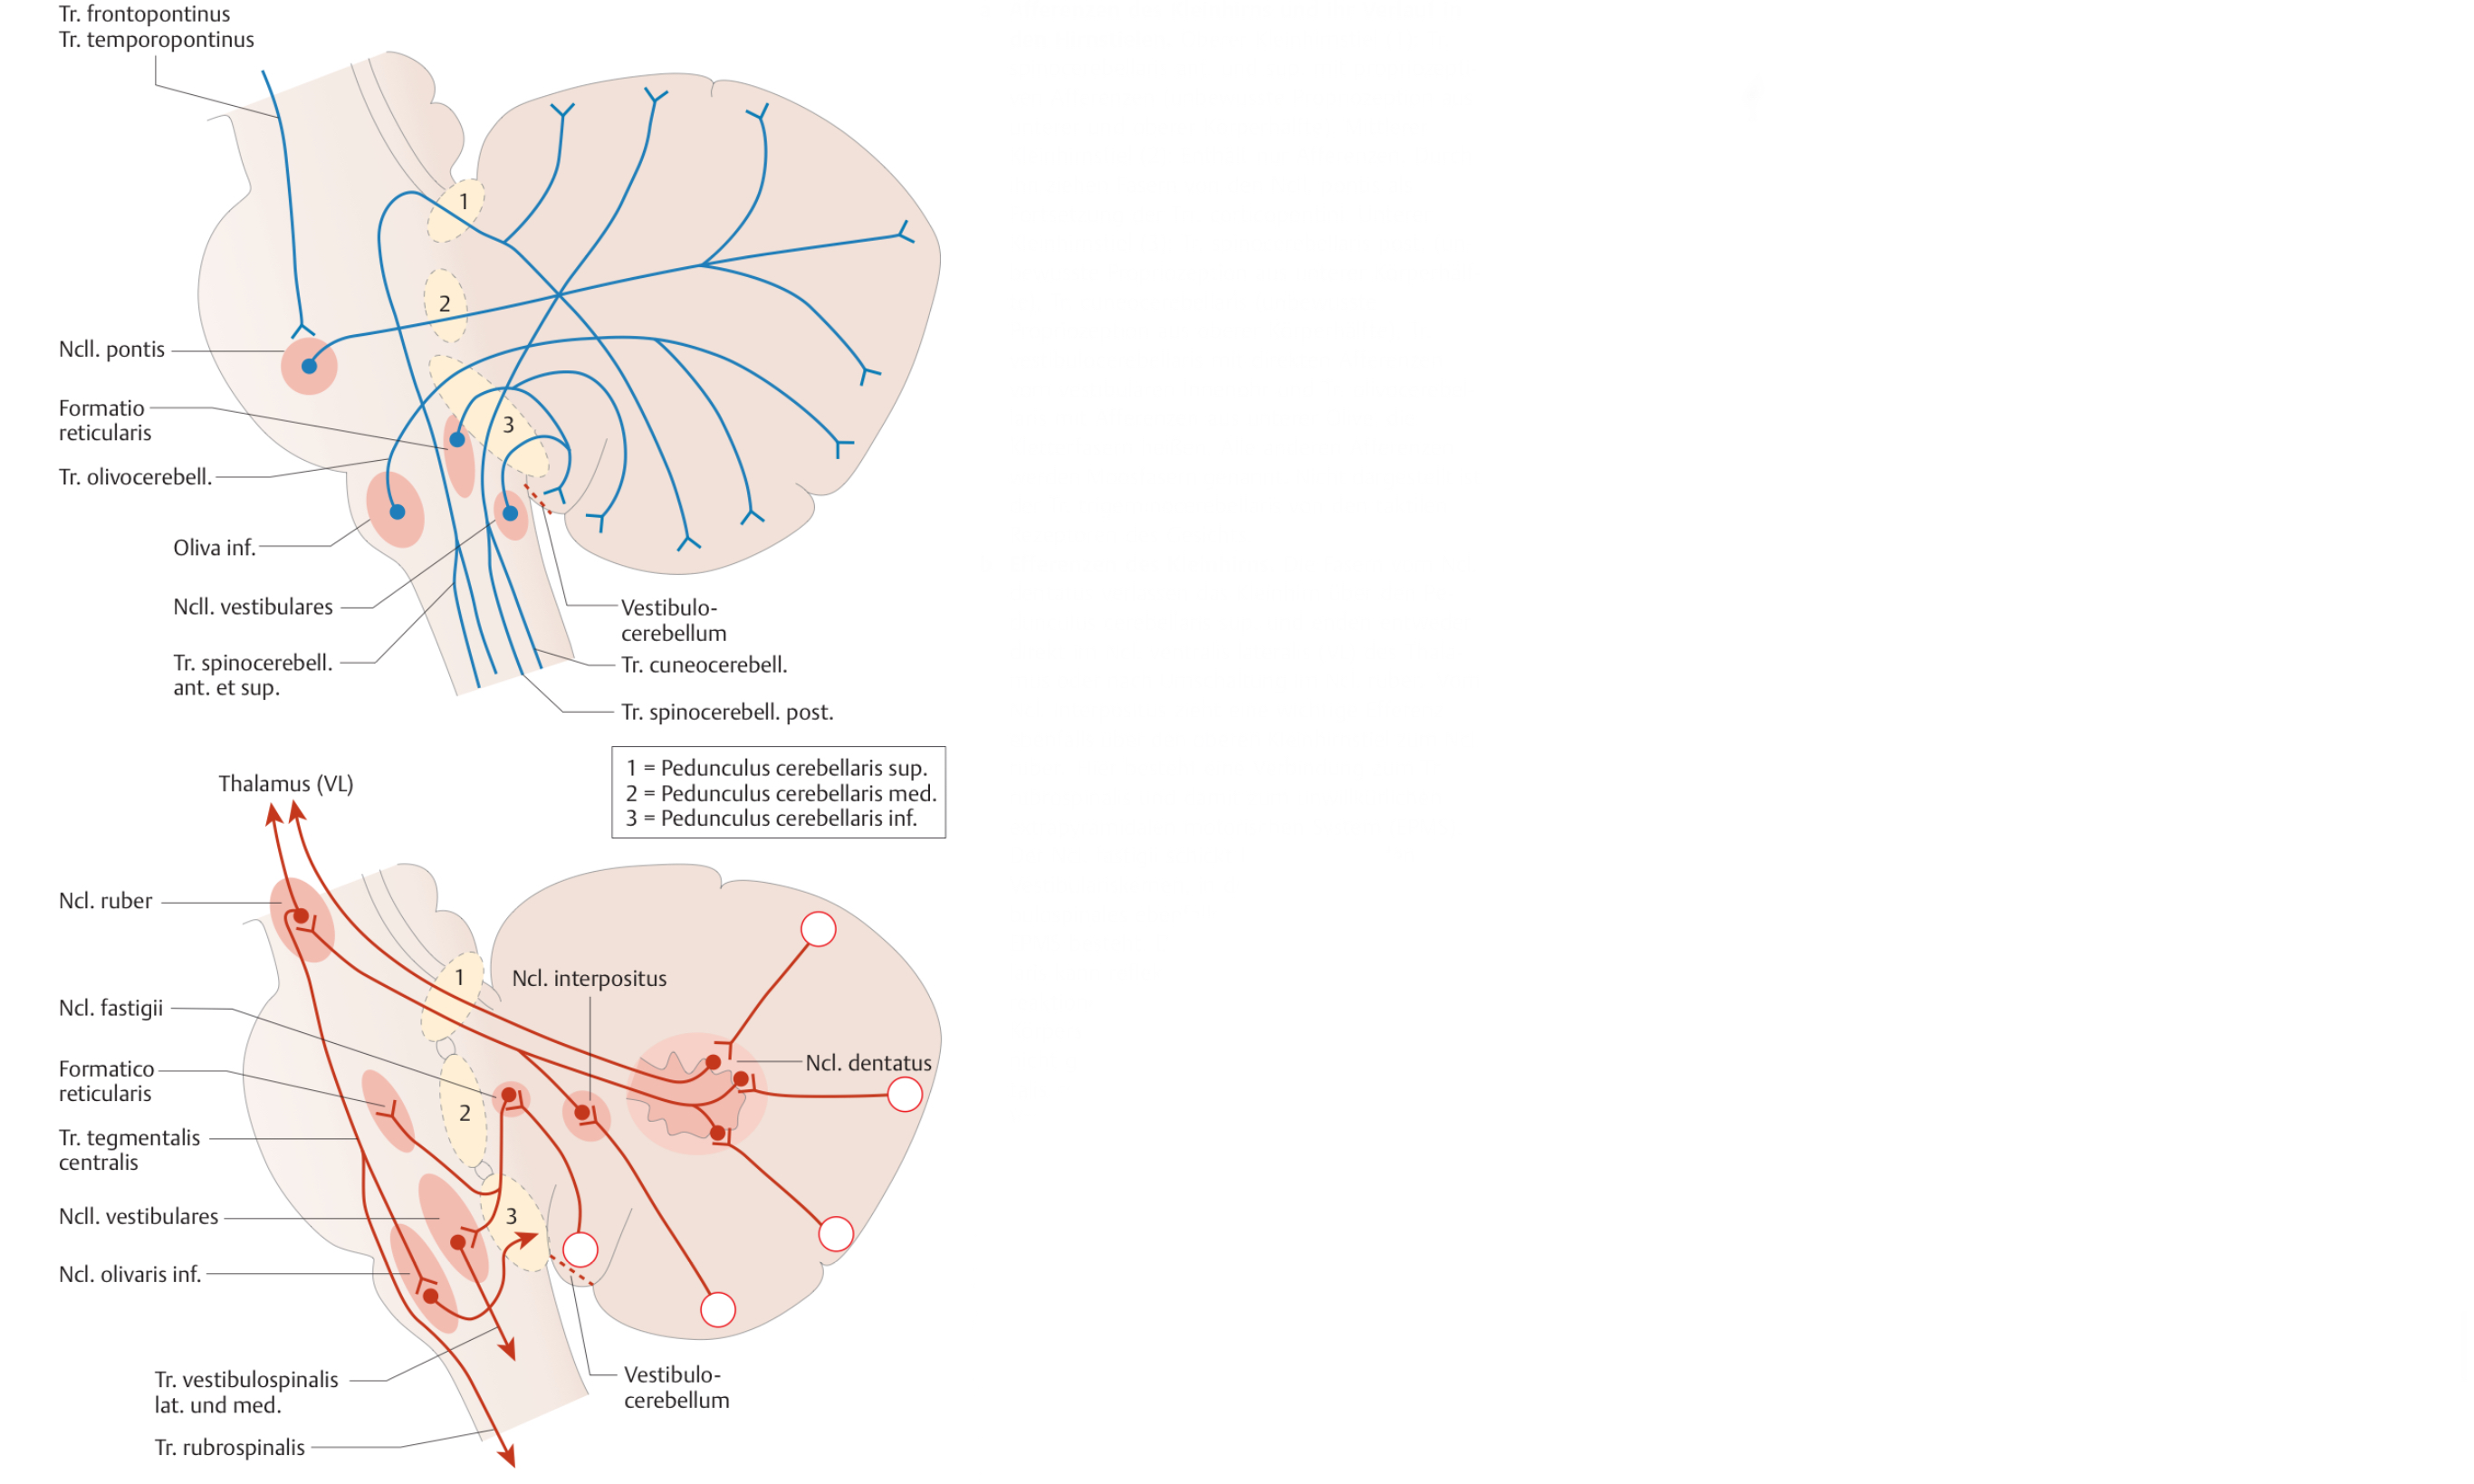 Tr. frontopontinus
Tr. temporopontinus
1
2
Ncll. pontis
Formatio
reticularis
3
Tr. olivocerebell.
Oliva inf.
Ncll. vestibulares
Vestibulo-
cerebellum
Tr. spinocerebell.
ant. et sup.
Tr. cuneocerebell.
Tr. spinocerebell. post.
1 = Pedunculus cerebellaris sup.
2 = Pedunculus cerebellaris med.
3 = Pedunculus cerebellaris inf.
Thalamus (VL)
Ncl. ruber
1
Ncl. interpositus
Ncl. fastigii
Ncl. dentatus
Formatico
reticularis
2
Tr. tegmentalis
centralis
Ncll. vestibulares
3
Ncl. olivaris inf.
Tr. vestibulospinalis
lat. und med.
Vestibulo-
cerebellum
Tr. rubrospinalis